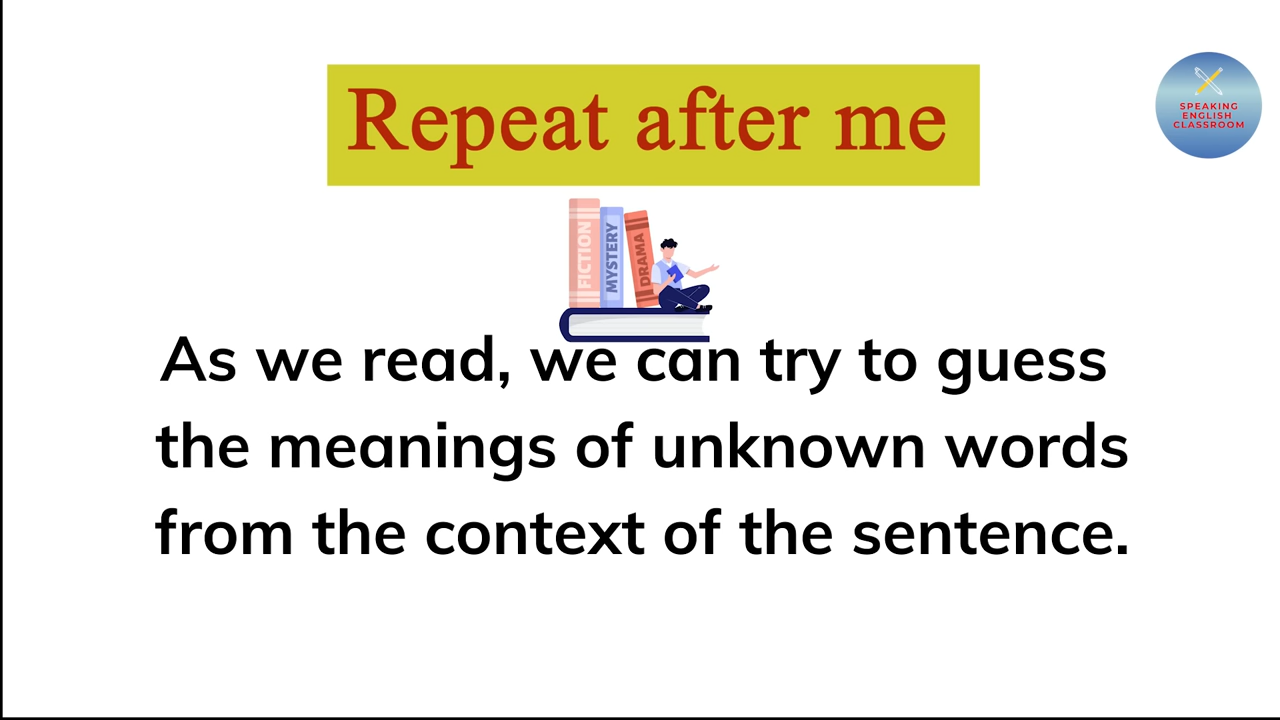 Repeat after me
SPEAKING
ENGLISH
CLASSROOM
FICTION
MYSTERY
DRAMA
As we read, we can try to guess
the meanings of unknown words
from the context of the sentence.